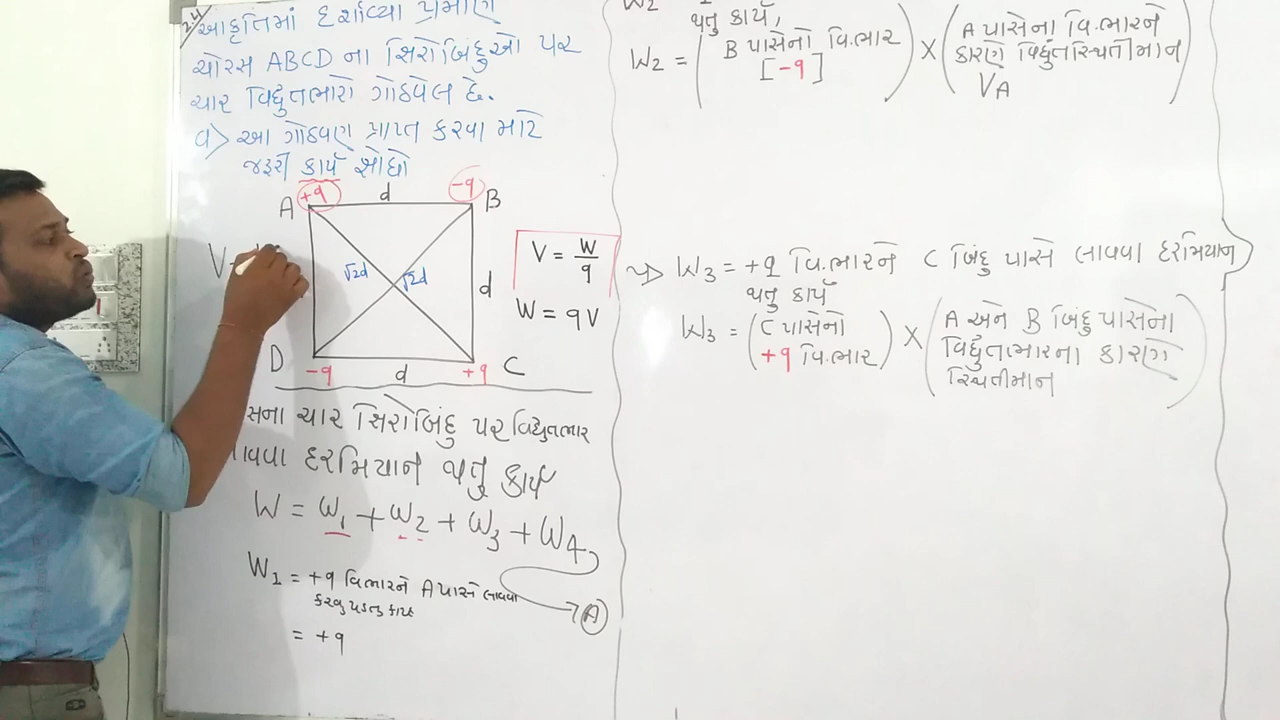 24
આકૃતિમાં દર્શાવ્યા પ્રમાણે
ચોરસ ABCD ના શિરોબિંદુઓ પર
ચાર વિદ્યુતભારો ગોઠવેલ છે.
a> આ ગોઠવણ પ્રાપ્ત કરવા માટે
જરૂરી કાર્ય શોધો
+q d -q
A B
√2d √2d d
D C
-q d +q
V = W/q
W = qV
સના ચાર શિરોબિંદુ પર વિદ્યુતભાર
ાવવા દરમિયાન થતુ કાર્ય
W = W1 + W2 + W3 + W4
W1 = +q વિભારને A પાસે લાવવા
કરવુ પડતુ કાર્ય
= +q
A
W2
થતુ કાર્ય,
W2 = ( B પાસેનો વિ.ભાર [-q] ) × ( A પાસેના વિ.ભારને
કારણે વિદ્યુતસ્થિતીમાન
VA )
W3 = +q વિ.ભારને C બિંદુ પાસે લાવવા દરમિયાન
થતુ કાર્ય
W3 = ( C પાસેનો +q વિ.ભાર ) × ( A અને B બિંદુ પાસેના
વિદ્યુતભારના કારણે
સ્થિતીમાન )